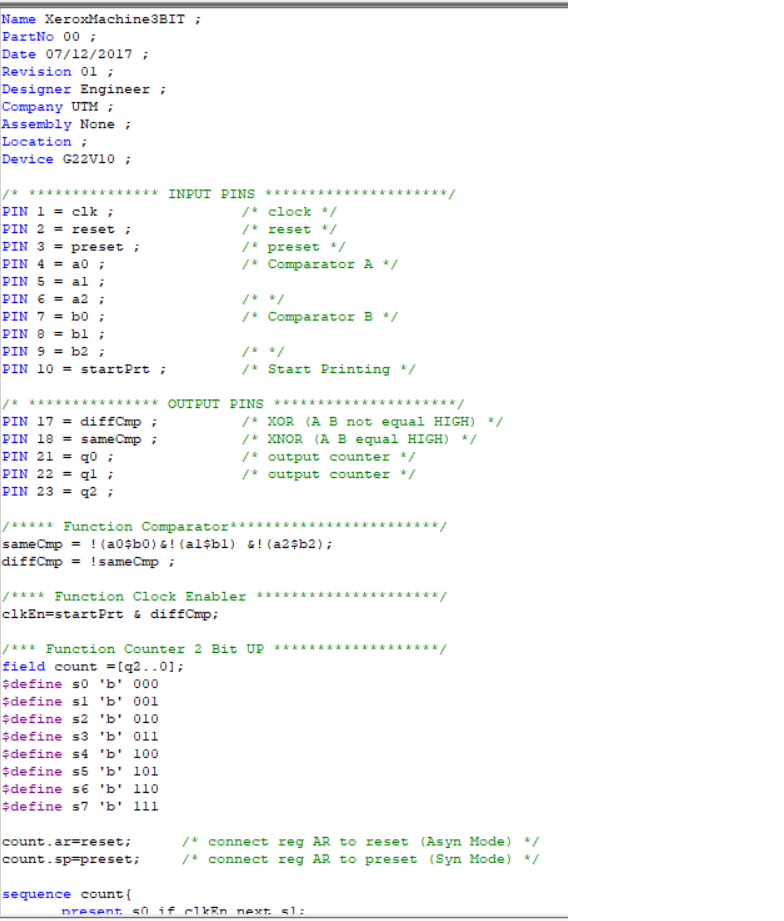 Name XeroxMachine3BIT ;
PartNo 00 ;
Date 07/12/2017 ;
Revision 01 ;
Designer Engineer ;
Company UTM ;
Assembly None ;
Location ;
Device G22V10 ;
/* *************** INPUT PINS *********************/
PIN 1 = clk ; /* clock */
PIN 2 = reset ; /* reset */
PIN 3 = preset ; /* preset */
PIN 4 = a0 ; /* Comparator A */
PIN 5 = a1 ;
PIN 6 = a2 ; /* */
PIN 7 = b0 ; /* Comparator B */
PIN 8 = b1 ;
PIN 9 = b2 ; /* */
PIN 10 = startPrt ; /* Start Printing */
/* *************** OUTPUT PINS *********************/
PIN 17 = diffCmp ; /* XOR (A B not equal HIGH) */
PIN 18 = sameCmp ; /* XNOR (A B equal HIGH) */
PIN 21 = q0 ; /* output counter */
PIN 22 = q1 ; /* output counter */
PIN 23 = q2 ;
/***** Function Comparator************************/
sameCmp = !(a0$b0)&!(a1$b1) &!(a2$b2);
diffCmp = !sameCmp ;
/**** Function Clock Enabler *********************/
clkEn=startPrt & diffCmp;
/*** Function Counter 2 Bit UP *******************/
field count =[q2..0];
$define s0 'b' 000
$define s1 'b' 001
$define s2 'b' 010
$define s3 'b' 011
$define s4 'b' 100
$define s5 'b' 101
$define s6 'b' 110
$define s7 'b' 111
count.ar=reset; /* connect reg AR to reset (Asyn Mode) */
count.sp=preset; /* connect reg AR to preset (Syn Mode) */
sequence count{
present s0 if clkEn next s1;